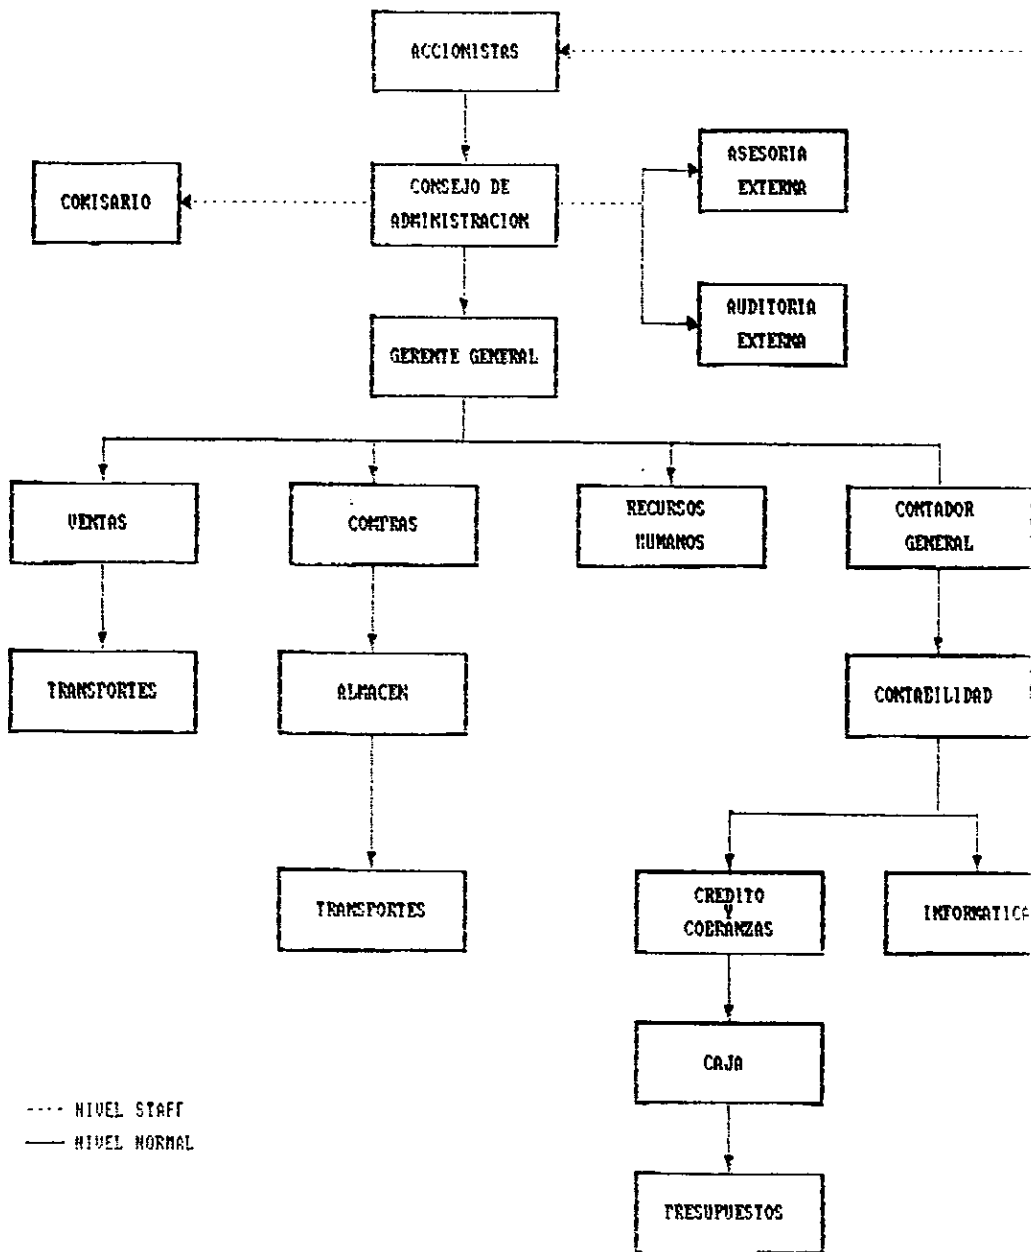 ACCIONISTAS
ASESORIA
EXTERNA
COMISARIO
CONSEJO DE
ADMINISTRACION
AUDITORIA
EXTERNA
GERENTE GENERAL
VENTAS
COMPRAS
RECURSOS
HUMANOS
CONTADOR
GENERAL
TRANSPORTES
ALMACEN
CONTABILIDAD
TRANSPORTES
CREDITO
Y
COBRANZAS
INFORMATICA
CAJA
---- NIVEL STAFF
—— NIVEL NORMAL
PRESUPUESTOS